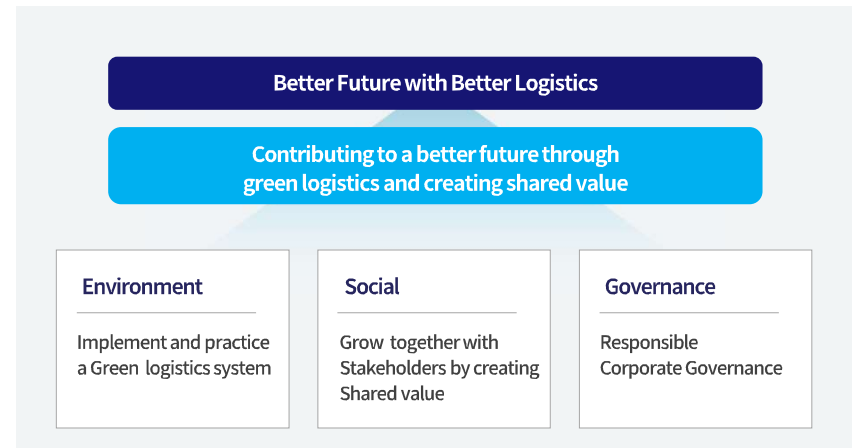 Better Future with Better Logistics
Contributing to a better future through
green logistics and creating shared value
Environment
Implement and practice
a Green logistics system
Social
Grow together with
Stakeholders by creating
Shared value
Governance
Responsible
Corporate Governance